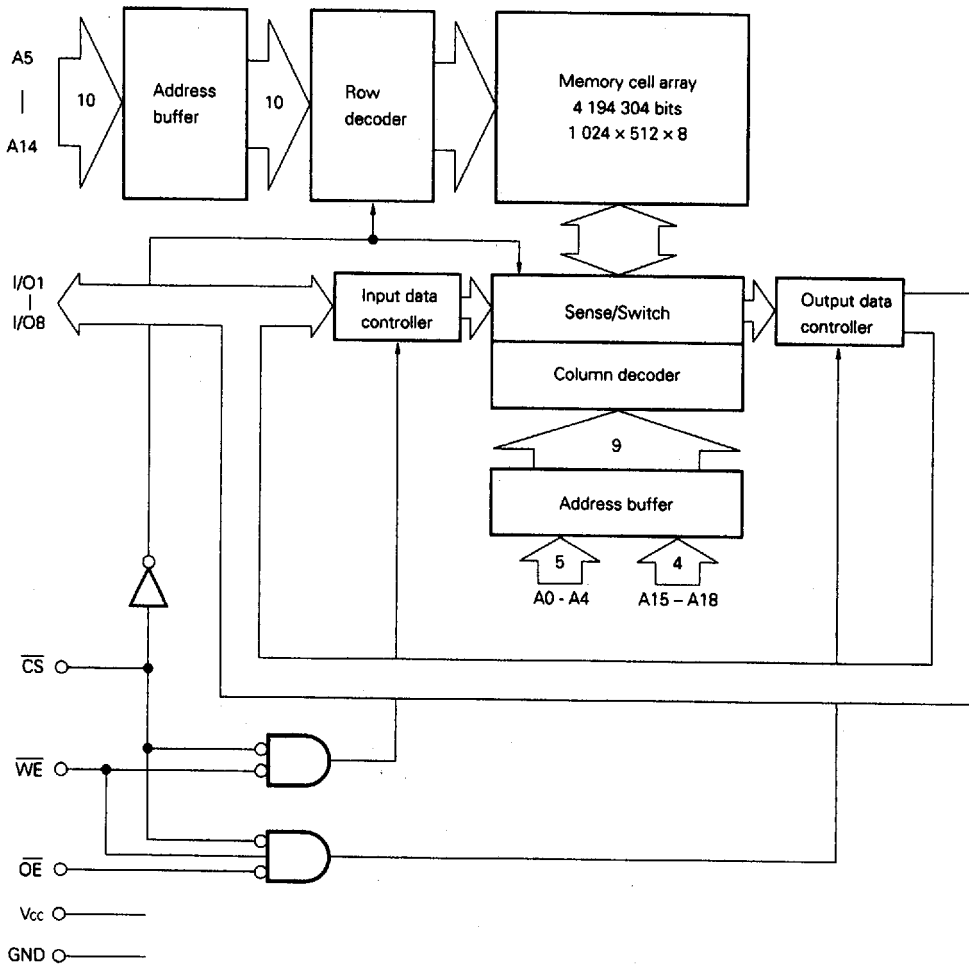 A5
|
A14
10
Address
buffer
10
Row
decoder
Memory cell array
4 194 304 bits
1 024 × 512 × 8
I/O1
|
I/O8
Input data
controller
Sense/Switch
Column decoder
Output data
controller
9
Address buffer
5
4
A0 - A4
A15 – A18
CS
WE
OE
Vcc
GND